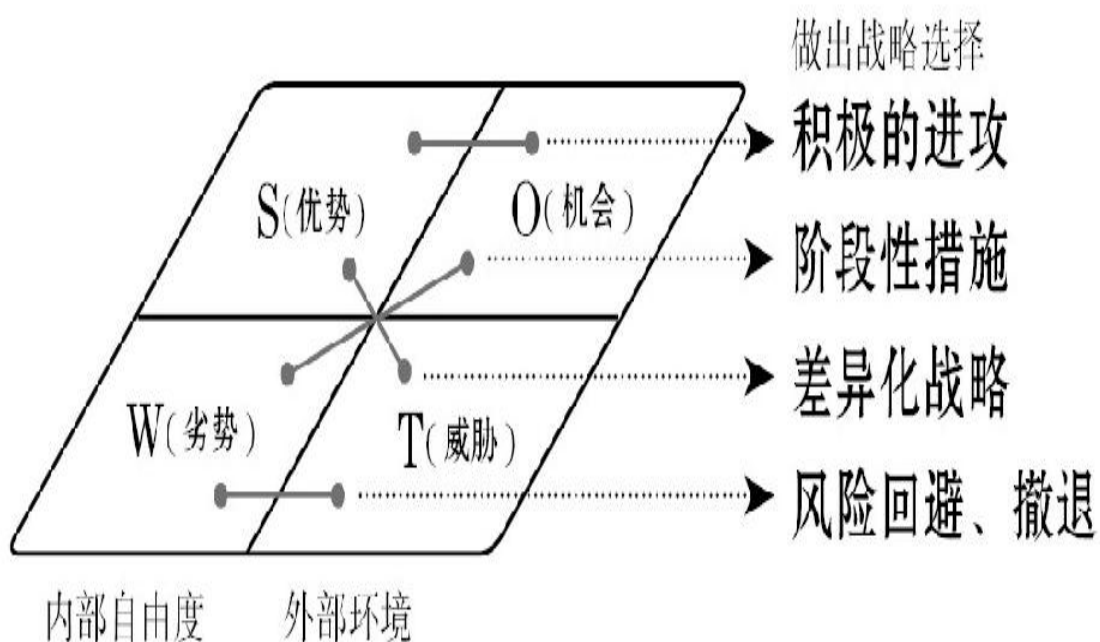 做出战略选择
积极的进攻
S(优势)
O(机会)
阶段性措施
差异化战略
W(劣势)
T(威胁)
风险回避、撤退
内部自由度
外部环境